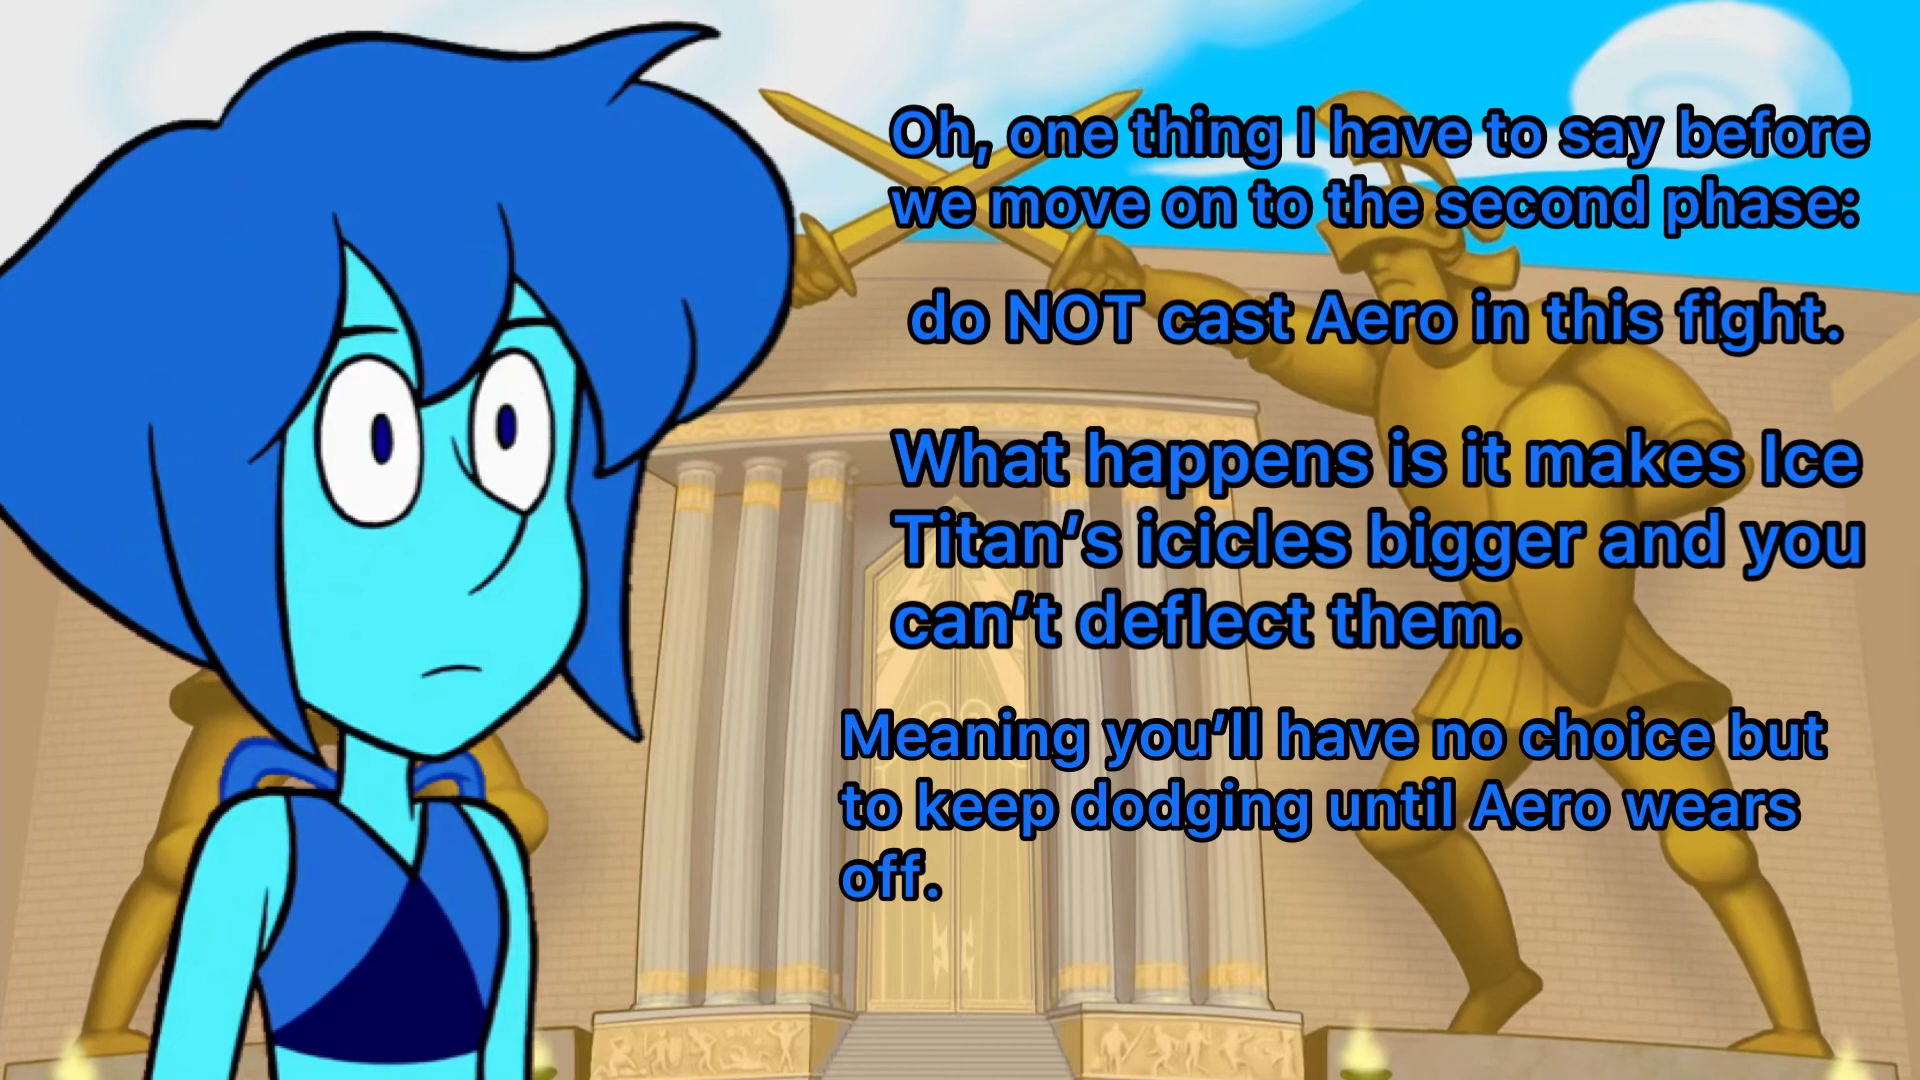 Oh, one thing I have to say before
we move on to the second phase:
do NOT cast Aero in this fight.
What happens is it makes Ice
Titan’s icicles bigger and you
can’t deflect them.
Meaning you’ll have no choice but
to keep dodging until Aero wears
off.